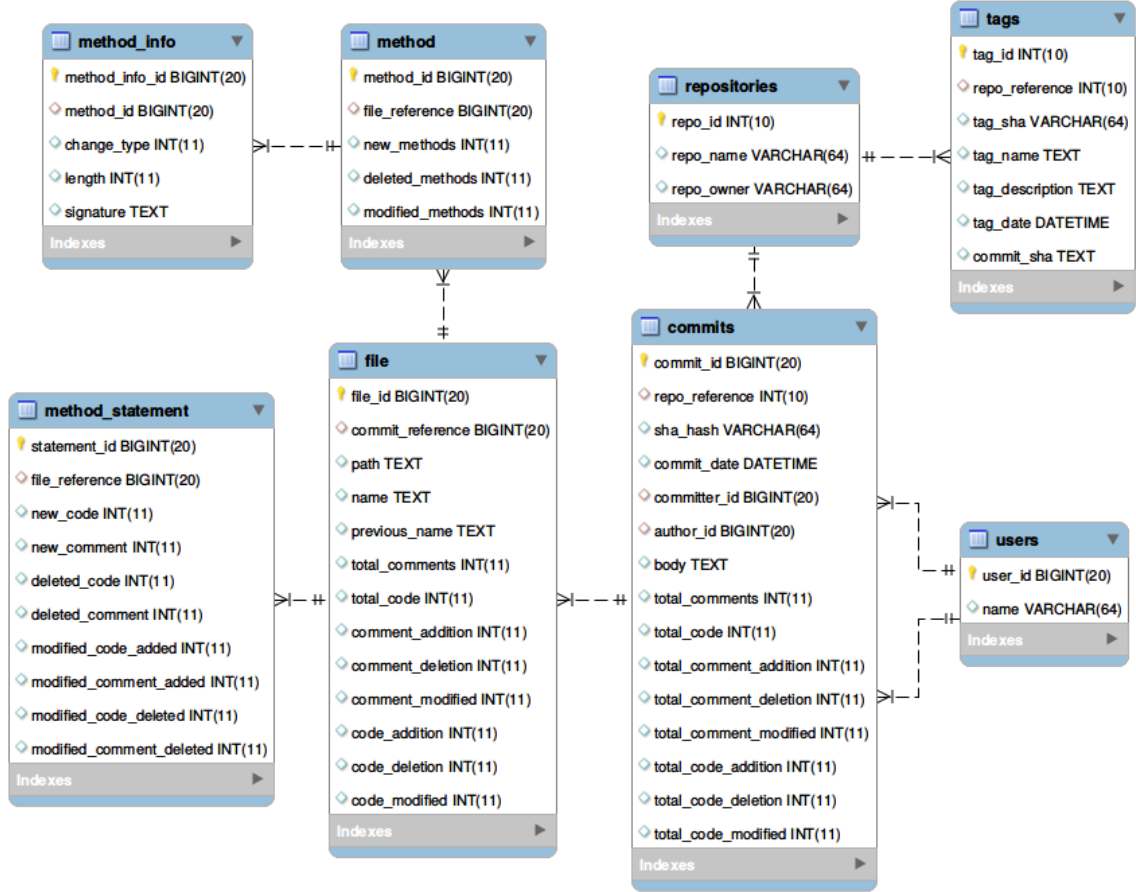 method_info
method_info_id BIGINT(20)
method_id BIGINT(20)
change_type INT(11)
length INT(11)
signature TEXT
Indexes
method
method_id BIGINT(20)
file_reference BIGINT(20)
new_methods INT(11)
deleted_methods INT(11)
modified_methods INT(11)
Indexes
repositories
repo_id INT(10)
repo_name VARCHAR(64)
repo_owner VARCHAR(64)
Indexes
tags
tag_id INT(10)
repo_reference INT(10)
tag_sha VARCHAR(64)
tag_name TEXT
tag_description TEXT
tag_date DATETIME
commit_sha TEXT
Indexes
method_statement
statement_id BIGINT(20)
file_reference BIGINT(20)
new_code INT(11)
new_comment INT(11)
deleted_code INT(11)
deleted_comment INT(11)
modified_code_added INT(11)
modified_comment_added INT(11)
modified_code_deleted INT(11)
modified_comment_deleted INT(11)
Indexes
file
file_id BIGINT(20)
commit_reference BIGINT(20)
path TEXT
name TEXT
previous_name TEXT
total_comments INT(11)
total_code INT(11)
comment_addition INT(11)
comment_deletion INT(11)
comment_modified INT(11)
code_addition INT(11)
code_deletion INT(11)
code_modified INT(11)
Indexes
commits
commit_id BIGINT(20)
repo_reference INT(10)
sha_hash VARCHAR(64)
commit_date DATETIME
committer_id BIGINT(20)
author_id BIGINT(20)
body TEXT
total_comments INT(11)
total_code INT(11)
total_comment_addition INT(11)
total_comment_deletion INT(11)
total_comment_modified INT(11)
total_code_addition INT(11)
total_code_deletion INT(11)
total_code_modified INT(11)
Indexes
users
user_id BIGINT(20)
name VARCHAR(64)
Indexes